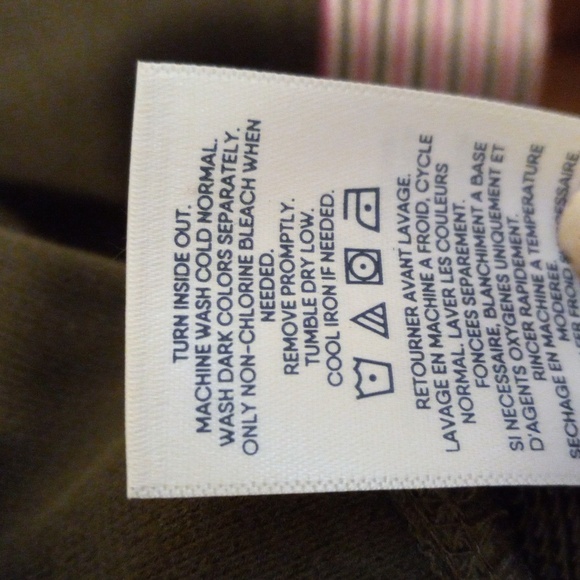 TURN INSIDE OUT.
MACHINE WASH COLD NORMAL.
WASH DARK COLORS SEPARATELY.
ONLY NON-CHLORINE BLEACH WHEN
NEEDED.
REMOVE PROMPTLY.
TUMBLE DRY LOW.
COOL IRON IF NEEDED.
RETOURNER AVANT LAVAGE.
LAVAGE EN MACHINE A FROID, CYCLE
NORMAL. LAVER LES COULEURS
FONCEES SEPAREMENT.
SI NECESSAIRE, BLANCHIMENT A BASE
D'AGENTS OXYGENES UNIQUEMENT ET
RINCER RAPIDEMENT.
SECHAGE EN MACHINE A TEMPERATURE
MODEREE.
FROID